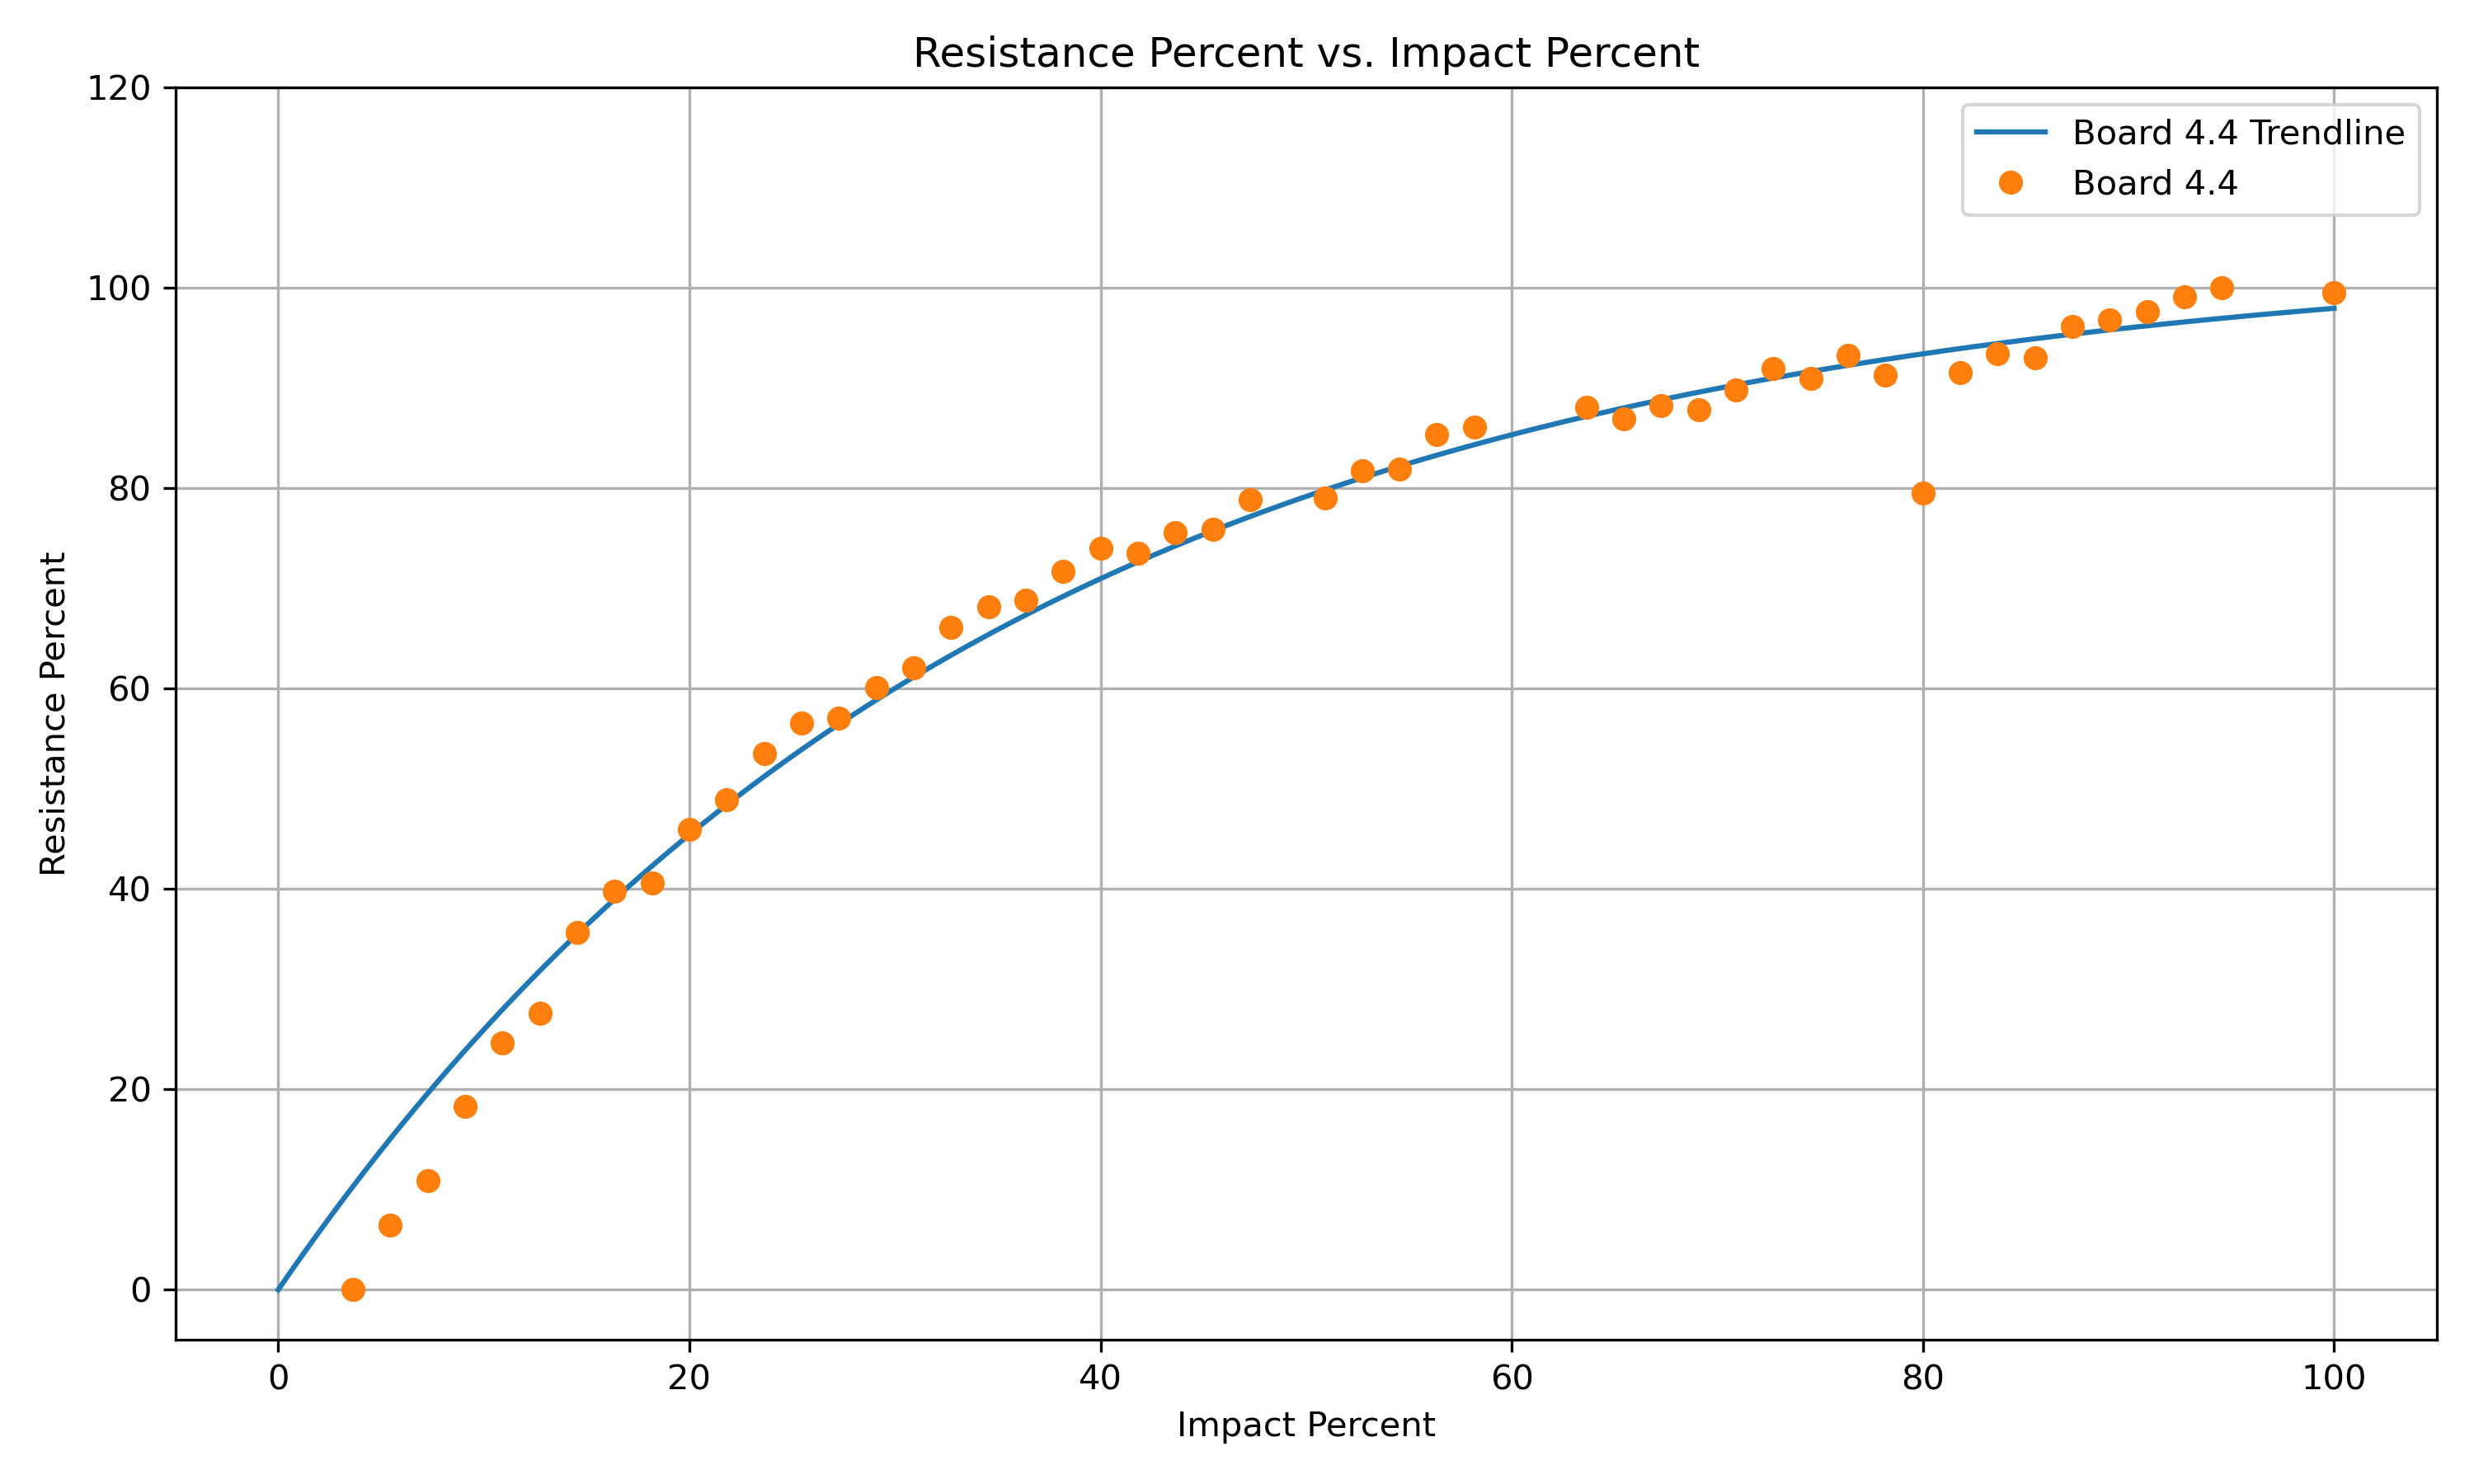 Resistance Percent vs. Impact Percent
Board 4.4 Trendline
Board 4.4
120
100
80
60
40
20
0
Resistance Percent
0 20 40 60 80 100
Impact Percent